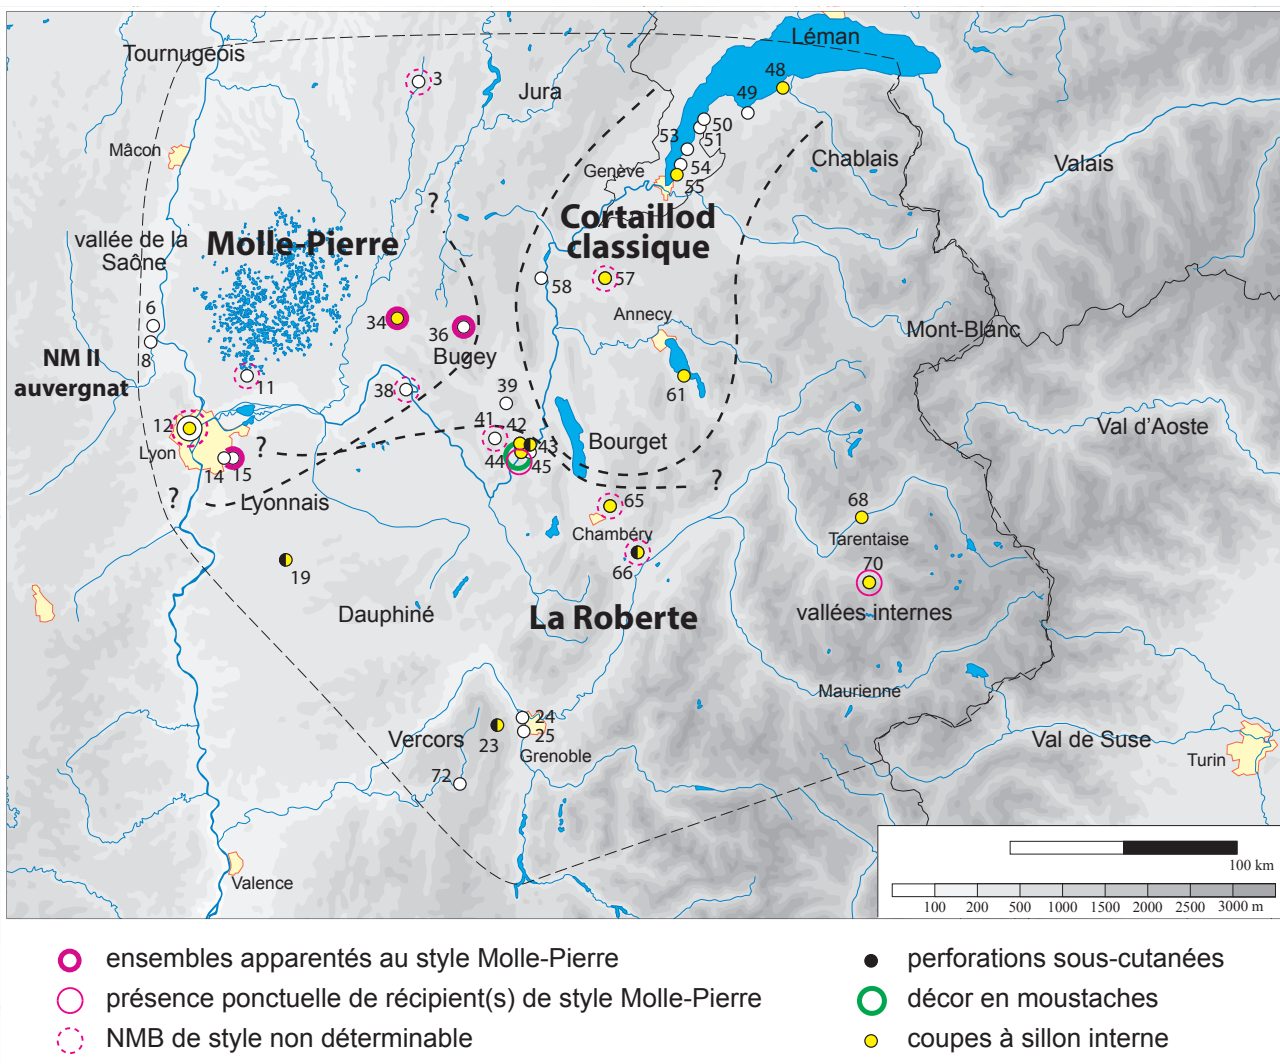 Léman
Tournugeois
48
3
Jura
49
50
53
51
Mâcon
Chablais
54
Valais
Genève
55
?
Cortaillod
classique
vallée de la
Saône
Molle-Pierre
57
58
6
34
Annecy
36
Mont-Blanc
8
Bugey
NM II
auvergnat
11
38
39
61
41
42
12
Val d'Aoste
?
Bourget
43
Lyon
44
45
14
15
?
?
65
68
Lyonnais
Chambéry
Tarentaise
66
70
19
Dauphiné
La Roberte
vallées internes
Maurienne
24
Vercors
23
25
Val de Suse
Grenoble
Turin
72
100 km
Valence
100 200 500 1000 1500 2000 2500 3000 m
ensembles apparentés au style Molle-Pierre
présence ponctuelle de récipient(s) de style Molle-Pierre
NMB de style non déterminable
perforations sous-cutanées
décor en moustaches
coupes à sillon interne